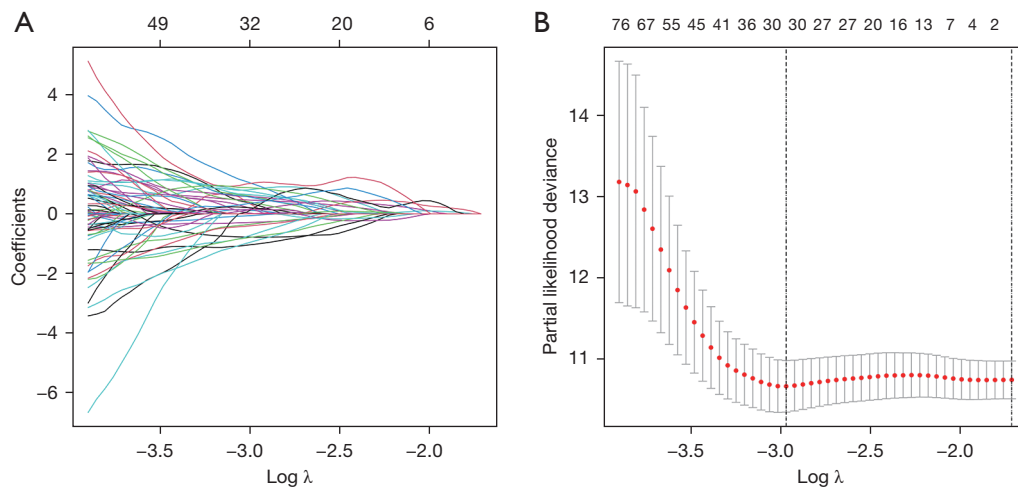 A
49 32 20 6
4
2
0
−2
−4
−6
Coefficients
−3.5 −3.0 −2.5 −2.0
Log λ
B
76 67 55 45 41 36 30 30 27 27 20 16 13 7 4 2
14
13
12
11
Partial likelihood deviance
−3.5 −3.0 −2.5 −2.0
Log λ